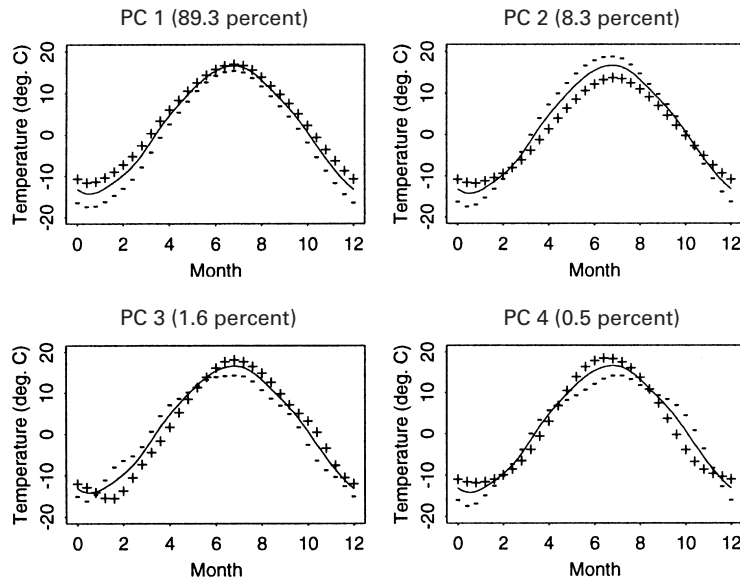 PC 1 (89.3 percent)
Temperature (deg. C)
20
10
0
-10
-20
0 2 4 6 8 10 12
Month
PC 2 (8.3 percent)
Temperature (deg. C)
20
10
0
-10
-20
0 2 4 6 8 10 12
Month
PC 3 (1.6 percent)
Temperature (deg. C)
20
10
0
-10
-20
0 2 4 6 8 10 12
Month
PC 4 (0.5 percent)
Temperature (deg. C)
20
10
0
-10
-20
0 2 4 6 8 10 12
Month